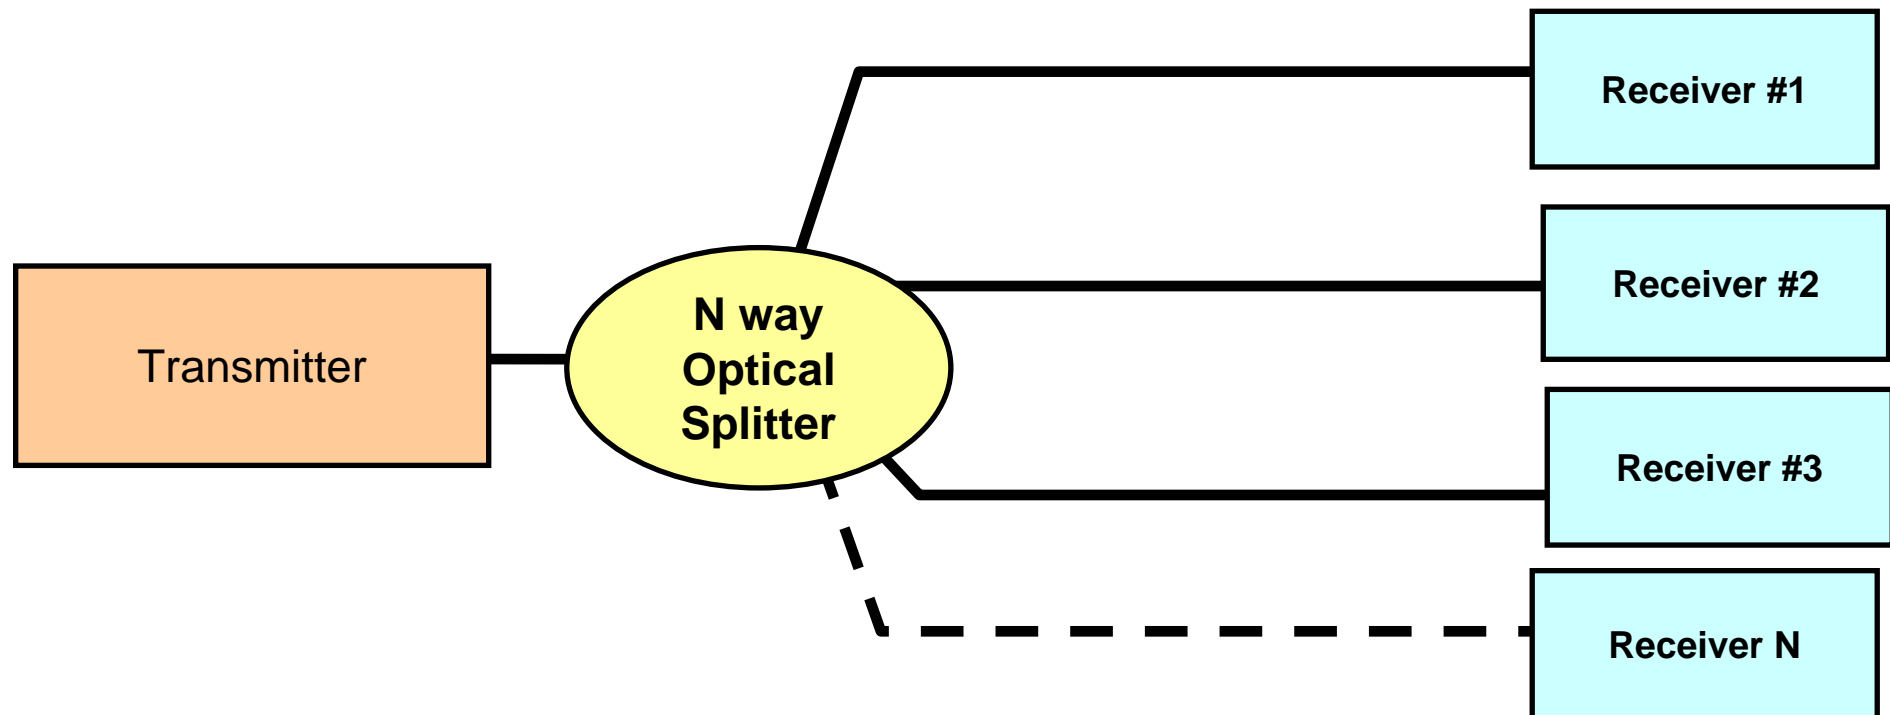 Transmitter
N way
Optical
Splitter
Receiver #1
Receiver #2
Receiver #3
Receiver N